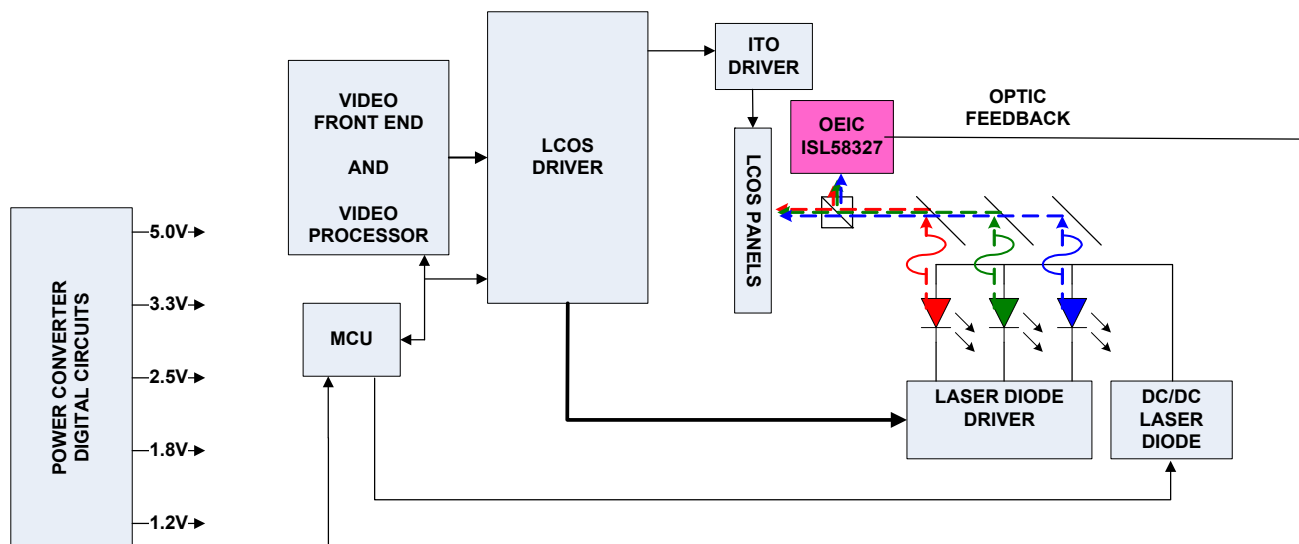 ITO
DRIVER
VIDEO
FRONT END
AND
VIDEO
PROCESSOR
LCOS
DRIVER
OPTIC
FEEDBACK
OEIC
ISL58327
LCOS PANELS
POWER CONVERTER
DIGITAL CIRCUITS
5.0V
3.3V
2.5V
1.8V
1.2V
MCU
LASER DIODE
DRIVER
DC/DC
LASER
DIODE